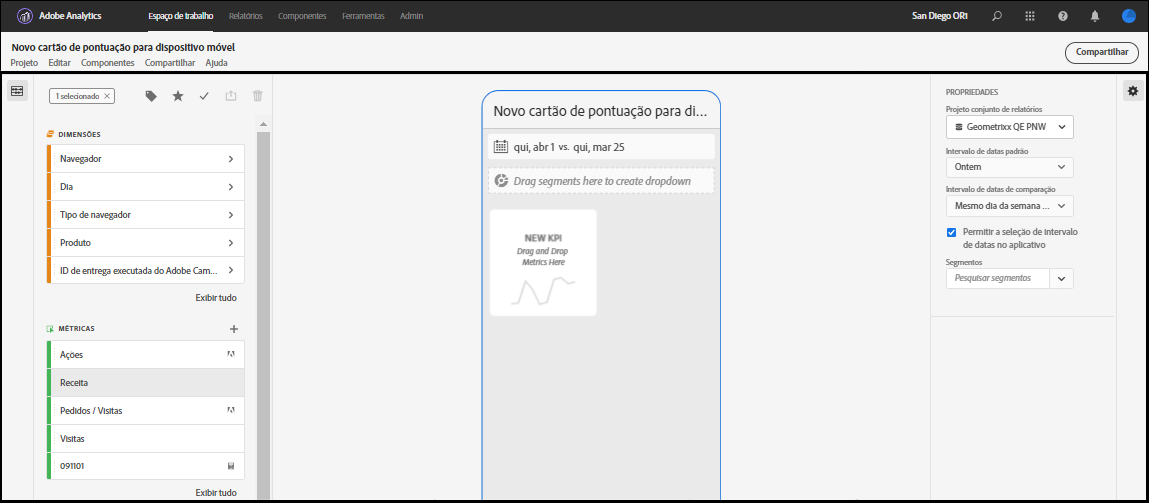 Adobe Analytics
Espaço de trabalho
Relatórios
Componentes
Ferramentas
Admin
San Diego OR1
Novo cartão de pontuação para dispositivo móvel
Projeto
Editar
Componentes
Compartilhar
Ajuda
Compartilhar
1 selecionado
DIMENSÕES
Navegador
Dia
Tipo de navegador
Produto
ID de entrega executada do Adobe Cam...
Exibir tudo
MÉTRICAS
Ações
Receita
Pedidos / Visitas
Visitas
091101
Exibir tudo
Novo cartão de pontuação para di...
qui, abr 1 vs. qui, mar 25
Drag segments here to create dropdown
NEW KPI
Drag and Drop
Metrics Here
PROPRIEDADES
Projeto conjunto de relatórios
Geometrixx QE PNW
Intervalo de datas padrão
Ontem
Intervalo de datas de comparação
Mesmo dia da semana ...
Permitir a seleção de intervalo
de datas no aplicativo
Segmentos
Pesquisar segmentos